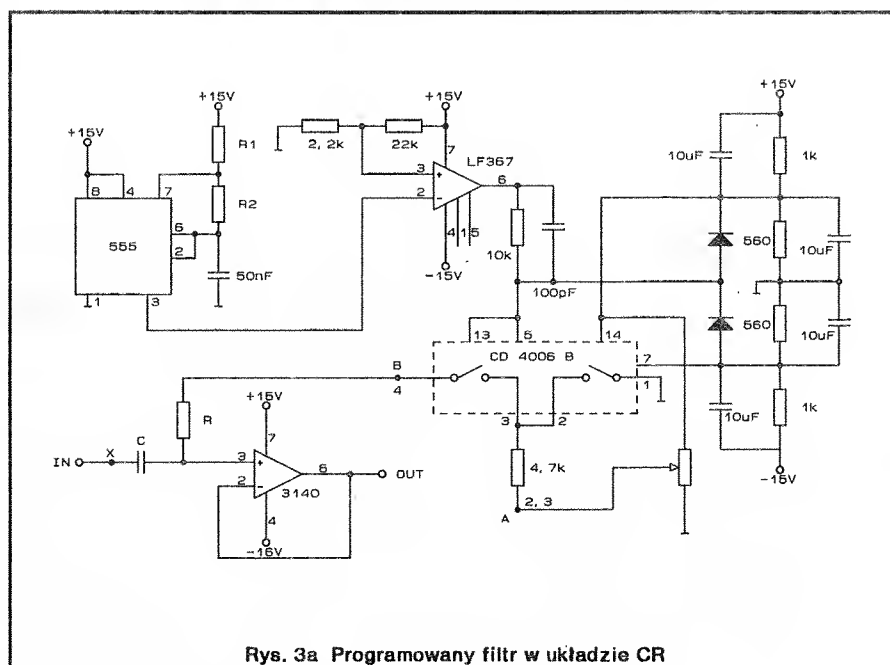 +15V
+15V
+15V
+15V
R1
2, 2k
22k
10uF
1k
8
4
7
7
LF367
3
+
6
R2
2
-
555
6
2
4
1
5
10k
560
10uF
50nF
-15V
100pF
1
3
13
5
14
560
10uF
B
CD 4006 B
7
4
1
+15V
10uF
1k
R
3
2
7
X
C
IN
3
+
6
OUT
4, 7k
-15V
2
-
3140
2, 3
4
A
-16V
Rys. 3a Programowany filtr w układzie CR